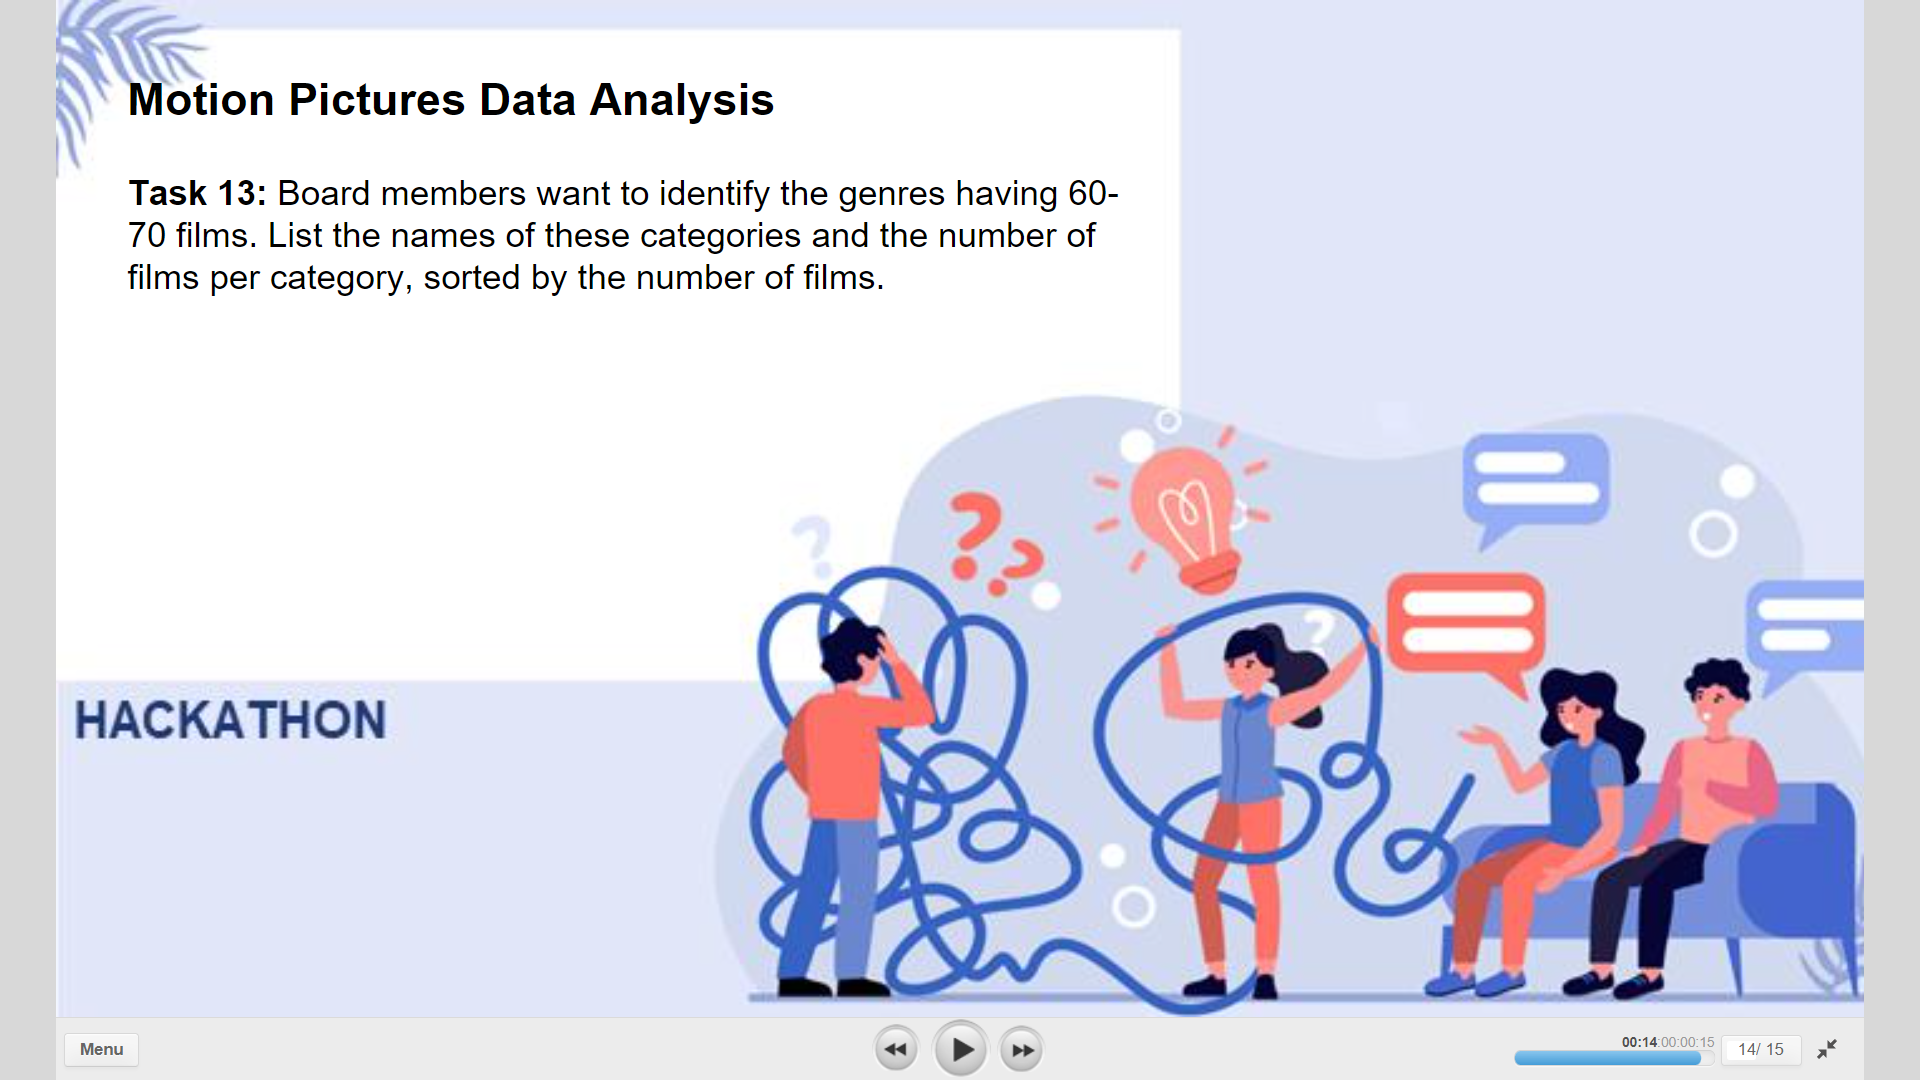 Motion Pictures Data Analysis
Task 13: Board members want to identify the genres having 60-
70 films. List the names of these categories and the number of
films per category, sorted by the number of films.
HACKATHON
Menu
00:14:00:00:15
14/ 15